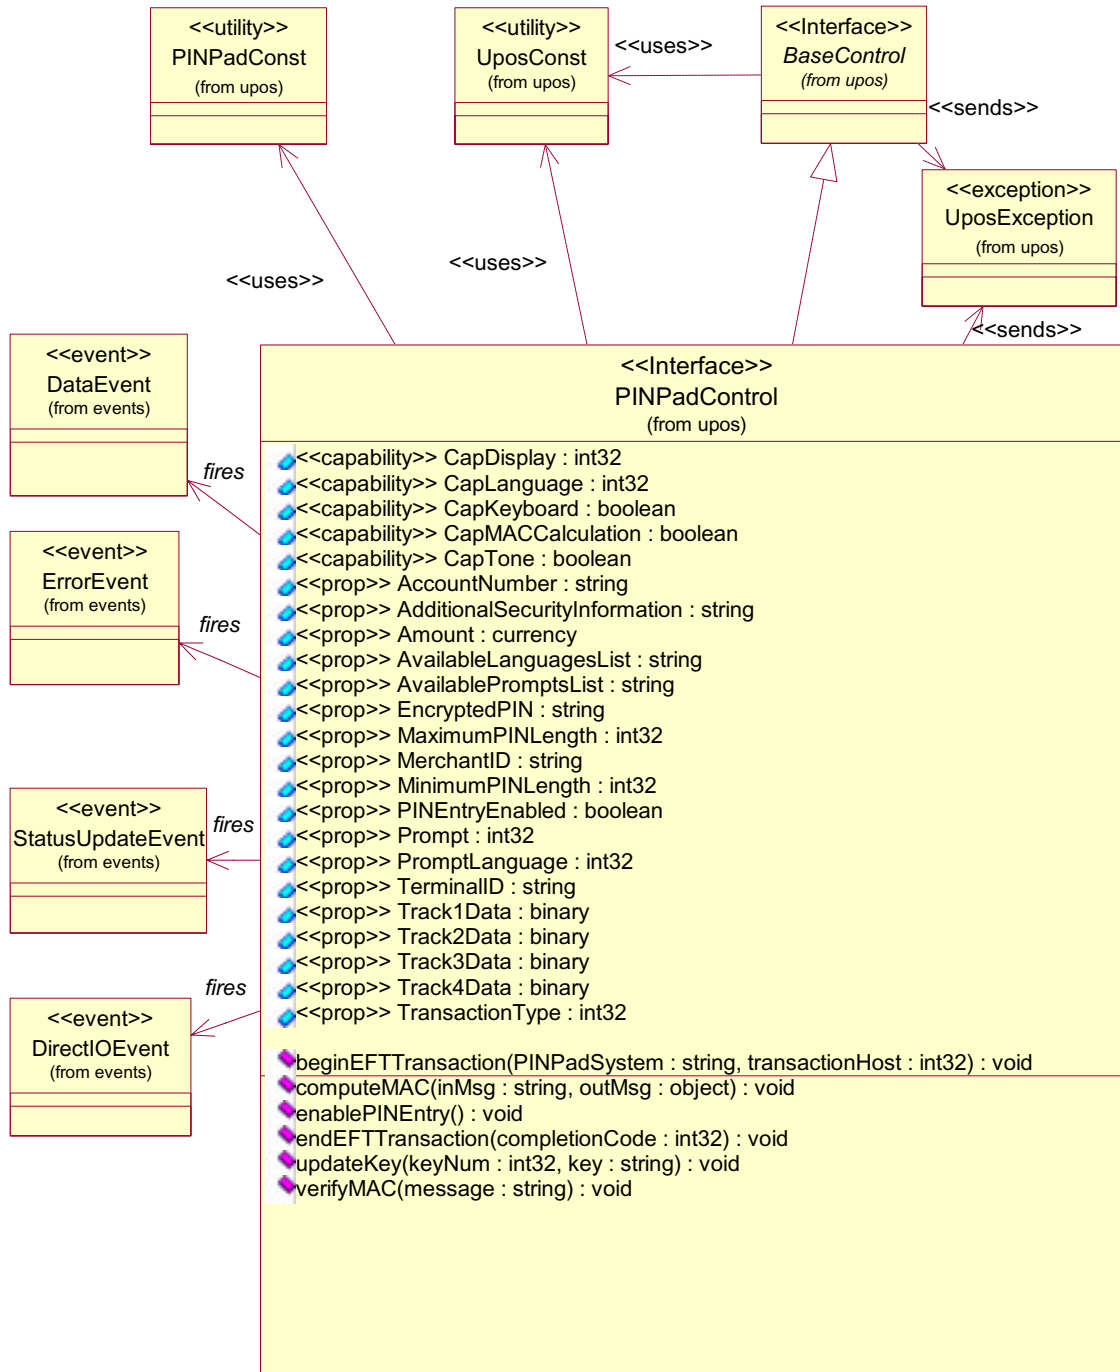 <<utility>>
PINPadConst
(from upos)
<<utility>>
UposConst
(from upos)
<<uses>>
<<Interface>>
BaseControl
(from upos)
<<sends>>
<<exception>>
UposException
(from upos)
<<uses>>
<<uses>>
<<sends>>
<<event>>
DataEvent
(from events)
fires
<<event>>
ErrorEvent
(from events)
fires
<<event>>
StatusUpdateEvent
(from events)
fires
<<event>>
DirectIOEvent
(from events)
fires
<<Interface>>
PINPadControl
(from upos)
<<capability>> CapDisplay : int32
<<capability>> CapLanguage : int32
<<capability>> CapKeyboard : boolean
<<capability>> CapMACCalculation : boolean
<<capability>> CapTone : boolean
<<prop>> AccountNumber : string
<<prop>> AdditionalSecurityInformation : string
<<prop>> Amount : currency
<<prop>> AvailableLanguagesList : string
<<prop>> AvailablePromptsList : string
<<prop>> EncryptedPIN : string
<<prop>> MaximumPINLength : int32
<<prop>> MerchantID : string
<<prop>> MinimumPINLength : int32
<<prop>> PINEntryEnabled : boolean
<<prop>> Prompt : int32
<<prop>> PromptLanguage : int32
<<prop>> TerminalID : string
<<prop>> Track1Data : binary
<<prop>> Track2Data : binary
<<prop>> Track3Data : binary
<<prop>> Track4Data : binary
<<prop>> TransactionType : int32
beginEFTTransaction(PINPadSystem : string, transactionHost : int32) : void
computeMAC(inMsg : string, outMsg : object) : void
enablePINEntry() : void
endEFTTransaction(completionCode : int32) : void
updateKey(keyNum : int32, key : string) : void
verifyMAC(message : string) : void